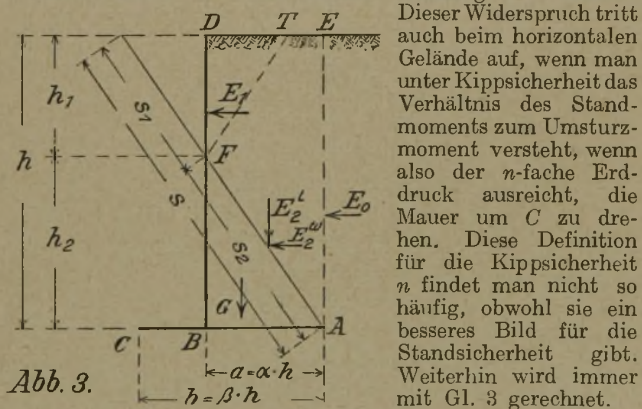 Dieser Widerspruch tritt
auch beim horizontalen
Gelände auf, wenn man
unter Kippsicherheit das
Verhältnis des Stand-
moments zum Umsturz-
moment versteht, wenn
also der n-fache Erd-
druck ausreicht, die
Mauer um C zu dre-
hen. Diese Definition
für die Kippsicherheit
n findet man nicht so
häufig, obwohl sie ein
besseres Bild für die
Standsicherheit gibt.
Weiterhin wird immer
mit Gl. 3 gerechnet.
D T E
h₁
S₁
E₁
h
F
S
S₂
E₂ˡ
E₀
E₂ʷ
h₂
G
A
C B
a=α·h
h=β·h
Abb. 3.